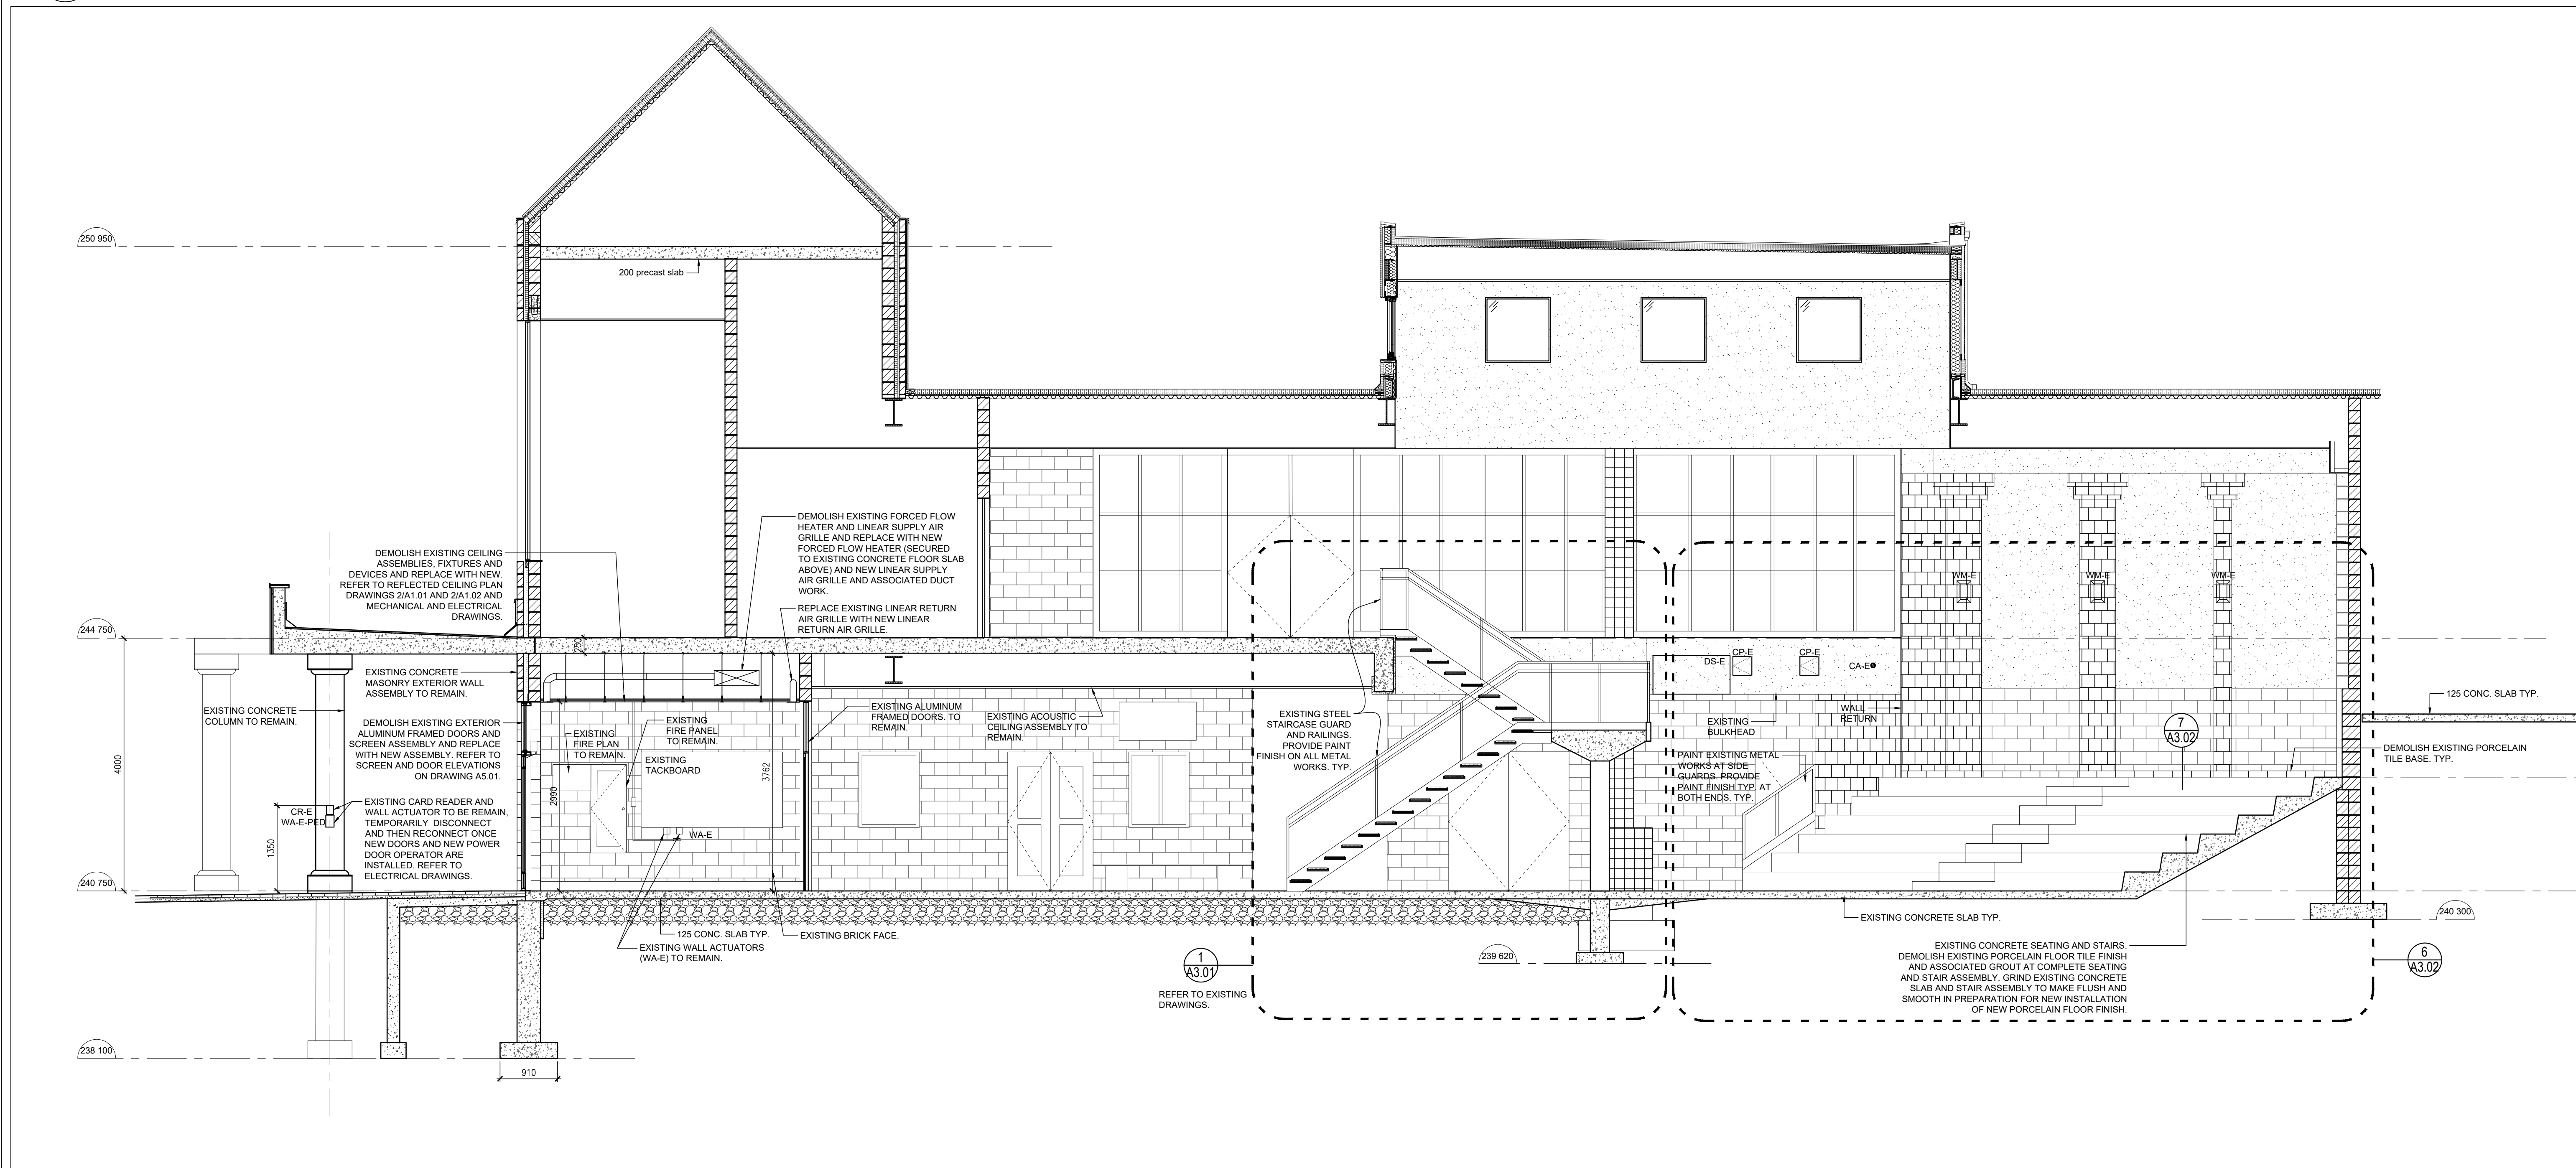 250 950
200 precast slab
DEMOLISH EXISTING FORCED FLOW
HEATER AND LINEAR SUPPLY AIR
GRILLE AND REPLACE WITH NEW
FORCED FLOW HEATER (SECURED
TO EXISTING CONCRETE FLOOR SLAB
ABOVE) AND NEW LINEAR SUPPLY
AIR GRILLE AND ASSOCIATED DUCT
WORK.
DEMOLISH EXISTING CEILING
ASSEMBLIES, FIXTURES AND
DEVICES AND REPLACE WITH NEW.
REFER TO REFLECTED CEILING PLAN
DRAWINGS 2/A1.01 AND 2/A1.02 AND
MECHANICAL AND ELECTRICAL
DRAWINGS.
REPLACE EXISTING LINEAR RETURN
AIR GRILLE WITH NEW LINEAR
RETURN AIR GRILLE.
WM-E
WM-E
WM-E
244 750
250
EXISTING CONCRETE
MASONRY EXTERIOR WALL
ASSEMBLY TO REMAIN.
DS-E
CP-E
CP-E
CA-E
EXISTING CONCRETE
COLUMN TO REMAIN.
DEMOLISH EXISTING EXTERIOR
ALUMINUM FRAMED DOORS AND
SCREEN ASSEMBLY AND REPLACE
WITH NEW ASSEMBLY. REFER TO
SCREEN AND DOOR ELEVATIONS
ON DRAWING A5.01.
EXISTING
FIRE PLAN
TO REMAIN.
EXISTING
FIRE PANEL
TO REMAIN.
EXISTING
TACKBOARD
EXISTING ALUMINUM
FRAMED DOORS. TO
REMAIN.
EXISTING ACOUSTIC
CEILING ASSEMBLY TO
REMAIN.
EXISTING STEEL
STAIRCASE GUARD
AND RAILINGS.
PROVIDE PAINT
FINISH ON ALL METAL
WORKS. TYP.
EXISTING
BULKHEAD
WALL
RETURN
125 CONC. SLAB TYP.
7
A3.02
PAINT EXISTING METAL
WORKS AT SIDE
GUARDS. PROVIDE
PAINT FINISH TYP. AT
BOTH ENDS. TYP.
DEMOLISH EXISTING PORCELAIN
TILE BASE. TYP.
4000
2990
3762
CR-E
WA-E-PED
1350
EXISTING CARD READER AND
WALL ACTUATOR TO BE REMAIN,
TEMPORARILY DISCONNECT
AND THEN RECONNECT ONCE
NEW DOORS AND NEW POWER
DOOR OPERATOR ARE
INSTALLED. REFER TO
ELECTRICAL DRAWINGS.
WA-E
240 750
125 CONC. SLAB TYP.
EXISTING BRICK FACE.
EXISTING WALL ACTUATORS
(WA-E) TO REMAIN.
EXISTING CONCRETE SLAB TYP.
240 300
1
A3.01
REFER TO EXISTING
DRAWINGS.
239 620
EXISTING CONCRETE SEATING AND STAIRS.
DEMOLISH EXISTING PORCELAIN FLOOR TILE FINISH
AND ASSOCIATED GROUT AT COMPLETE SEATING
AND STAIR ASSEMBLY. GRIND EXISTING CONCRETE
SLAB AND STAIR ASSEMBLY TO MAKE FLUSH AND
SMOOTH IN PREPARATION FOR NEW INSTALLATION
OF NEW PORCELAIN FLOOR FINISH.
6
A3.02
238 100
910